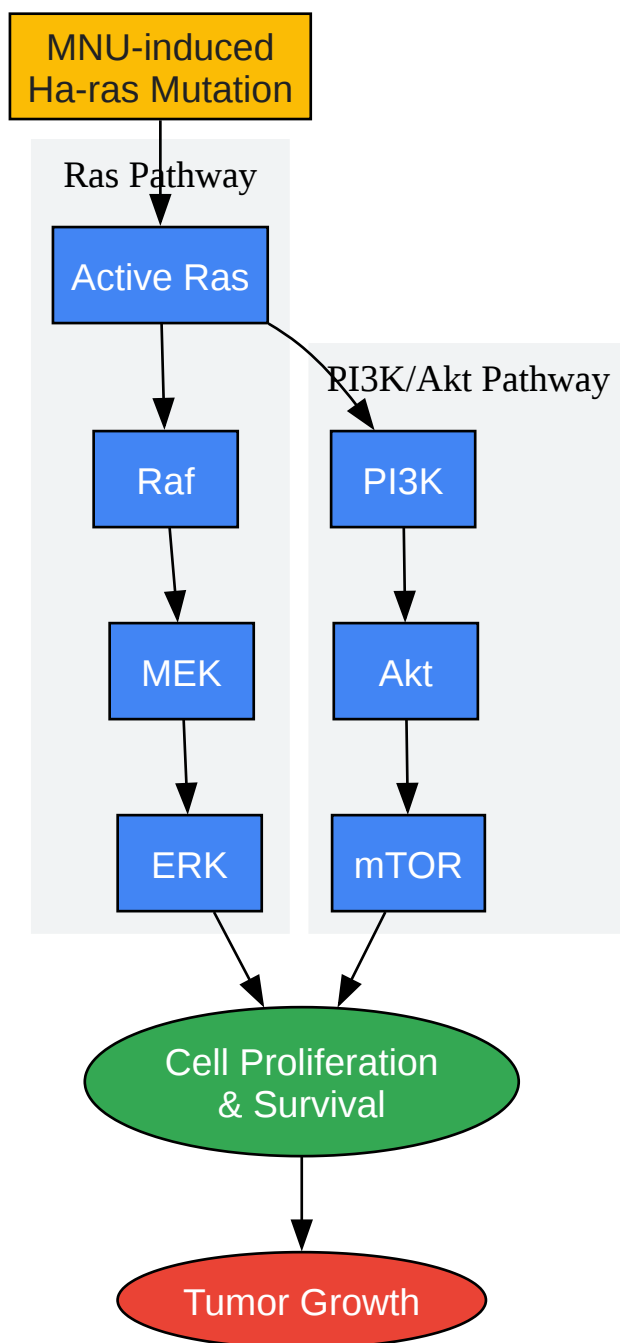 MNU-induced
Ha-ras Mutation
Ras Pathway
Active Ras
PI3K/Akt Pathway
Raf
PI3K
MEK
Akt
ERK
mTOR
Cell Proliferation
& Survival
Tumor Growth